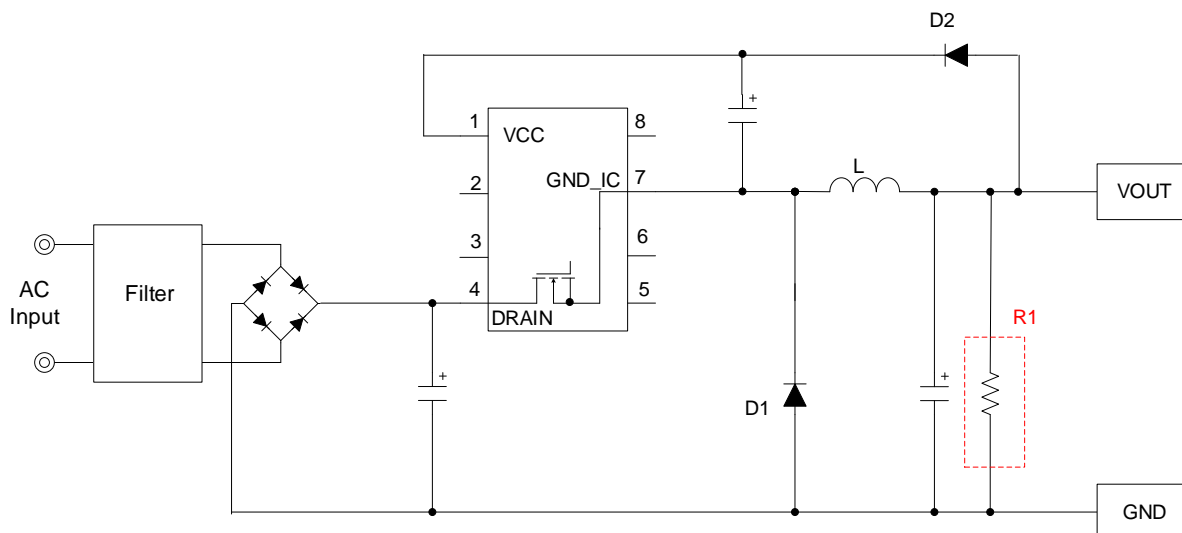 D2
+
1
VCC
8
2
GND_IC
7
L
VOUT
3
6
AC
Input
Filter
4
DRAIN
5
R1
+
D1
+
GND